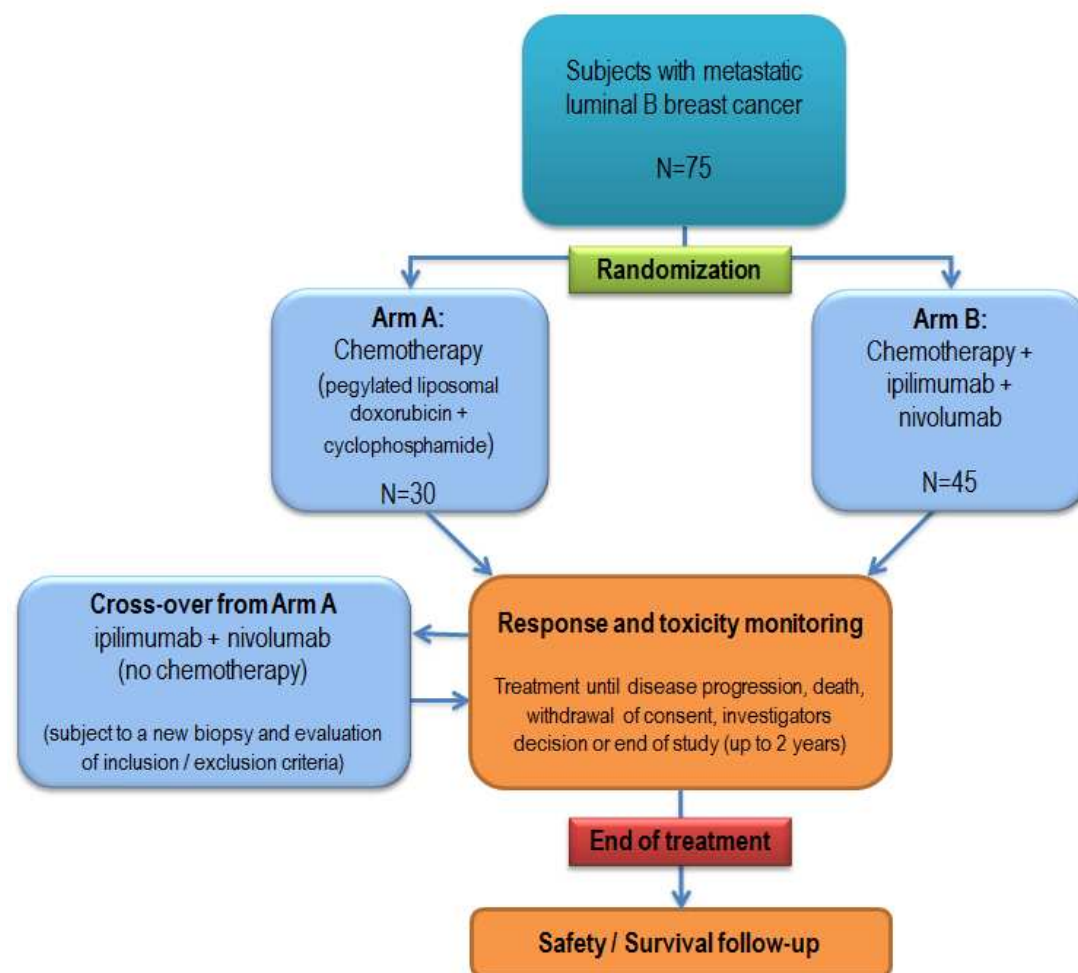 Subjects with metastatic
luminal B breast cancer
N=75
Randomization
Arm A:
Chemotherapy
(pegylated liposomal
doxorubicin +
cyclophosphamide)
N=30
Arm B:
Chemotherapy +
ipilimumab +
nivolumab
N=45
Cross-over from Arm A
ipilimumab + nivolumab
(no chemotherapy)
(subject to a new biopsy and evaluation
of inclusion / exclusion criteria)
Response and toxicity monitoring
Treatment until disease progression, death,
withdrawal of consent, investigators
decision or end of study (up to 2 years)
End of treatment
Safety / Survival follow-up